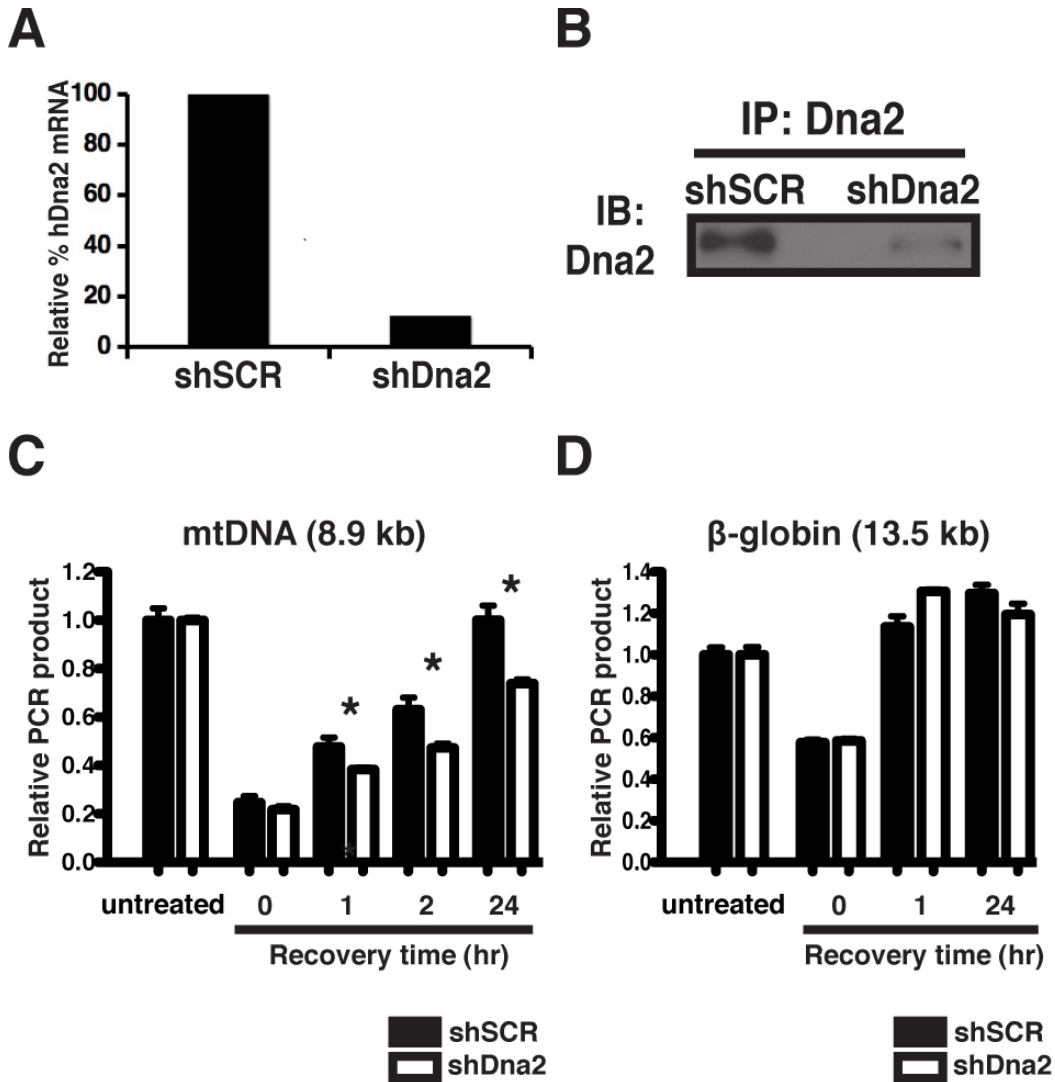 A
Relative % hDna2 mRNA
100
80
60
40
20
0
shSCR
shDna2
B
IP: Dna2
shSCR shDna2
IB:
Dna2
C
mtDNA (8.9 kb)
Relative PCR product
1.2
1.0
0.8
0.6
0.4
0.2
0.0
*
*
*
*
untreated 0 1 2 24
Recovery time (hr)
shSCR
shDna2
D
β-globin (13.5 kb)
Relative PCR product
1.4
1.2
1.0
0.8
0.6
0.4
0.2
0.0
untreated 0 1 24
Recovery time (hr)
shSCR
shDna2